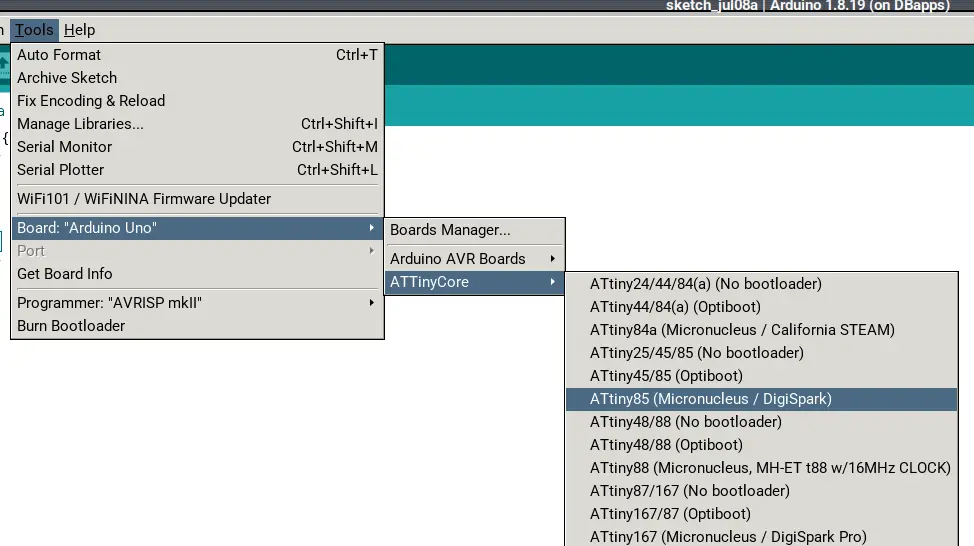 sketch_jul08a | Arduino 1.8.19 (on DBapps)
Tools Help
Auto Format Ctrl+T
Archive Sketch
Fix Encoding & Reload
Manage Libraries... Ctrl+Shift+I
Serial Monitor Ctrl+Shift+M
Serial Plotter Ctrl+Shift+L
WiFi101 / WiFiNINA Firmware Updater
Board: "Arduino Uno"
Port
Get Board Info
Programmer: "AVRISP mkII"
Burn Bootloader
Boards Manager...
Arduino AVR Boards
ATTinyCore
ATtiny24/44/84(a) (No bootloader)
ATtiny44/84(a) (Optiboot)
ATtiny84a (Micronucleus / California STEAM)
ATtiny25/45/85 (No bootloader)
ATtiny45/85 (Optiboot)
ATtiny85 (Micronucleus / DigiSpark)
ATtiny48/88 (No bootloader)
ATtiny48/88 (Optiboot)
ATtiny88 (Micronucleus, MH-ET t88 w/16MHz CLOCK)
ATtiny87/167 (No bootloader)
ATtiny167/87 (Optiboot)
ATtiny167 (Micronucleus / DigiSpark Pro)